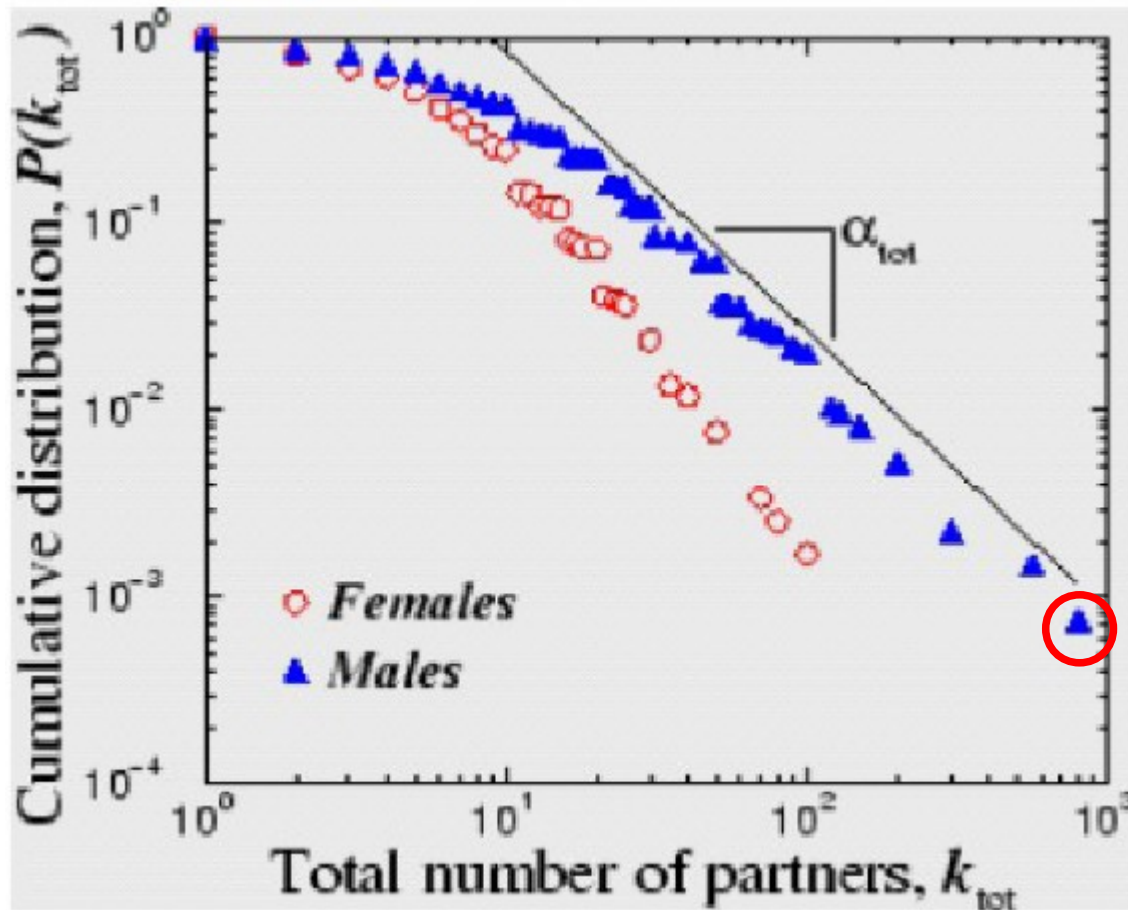 Cumulative distribution, P(k_tot)
10^0
10^-1
10^-2
10^-3
10^-4
α_tot
Females
Males
10^0
10^1
10^2
10^3
Total number of partners, k_tot